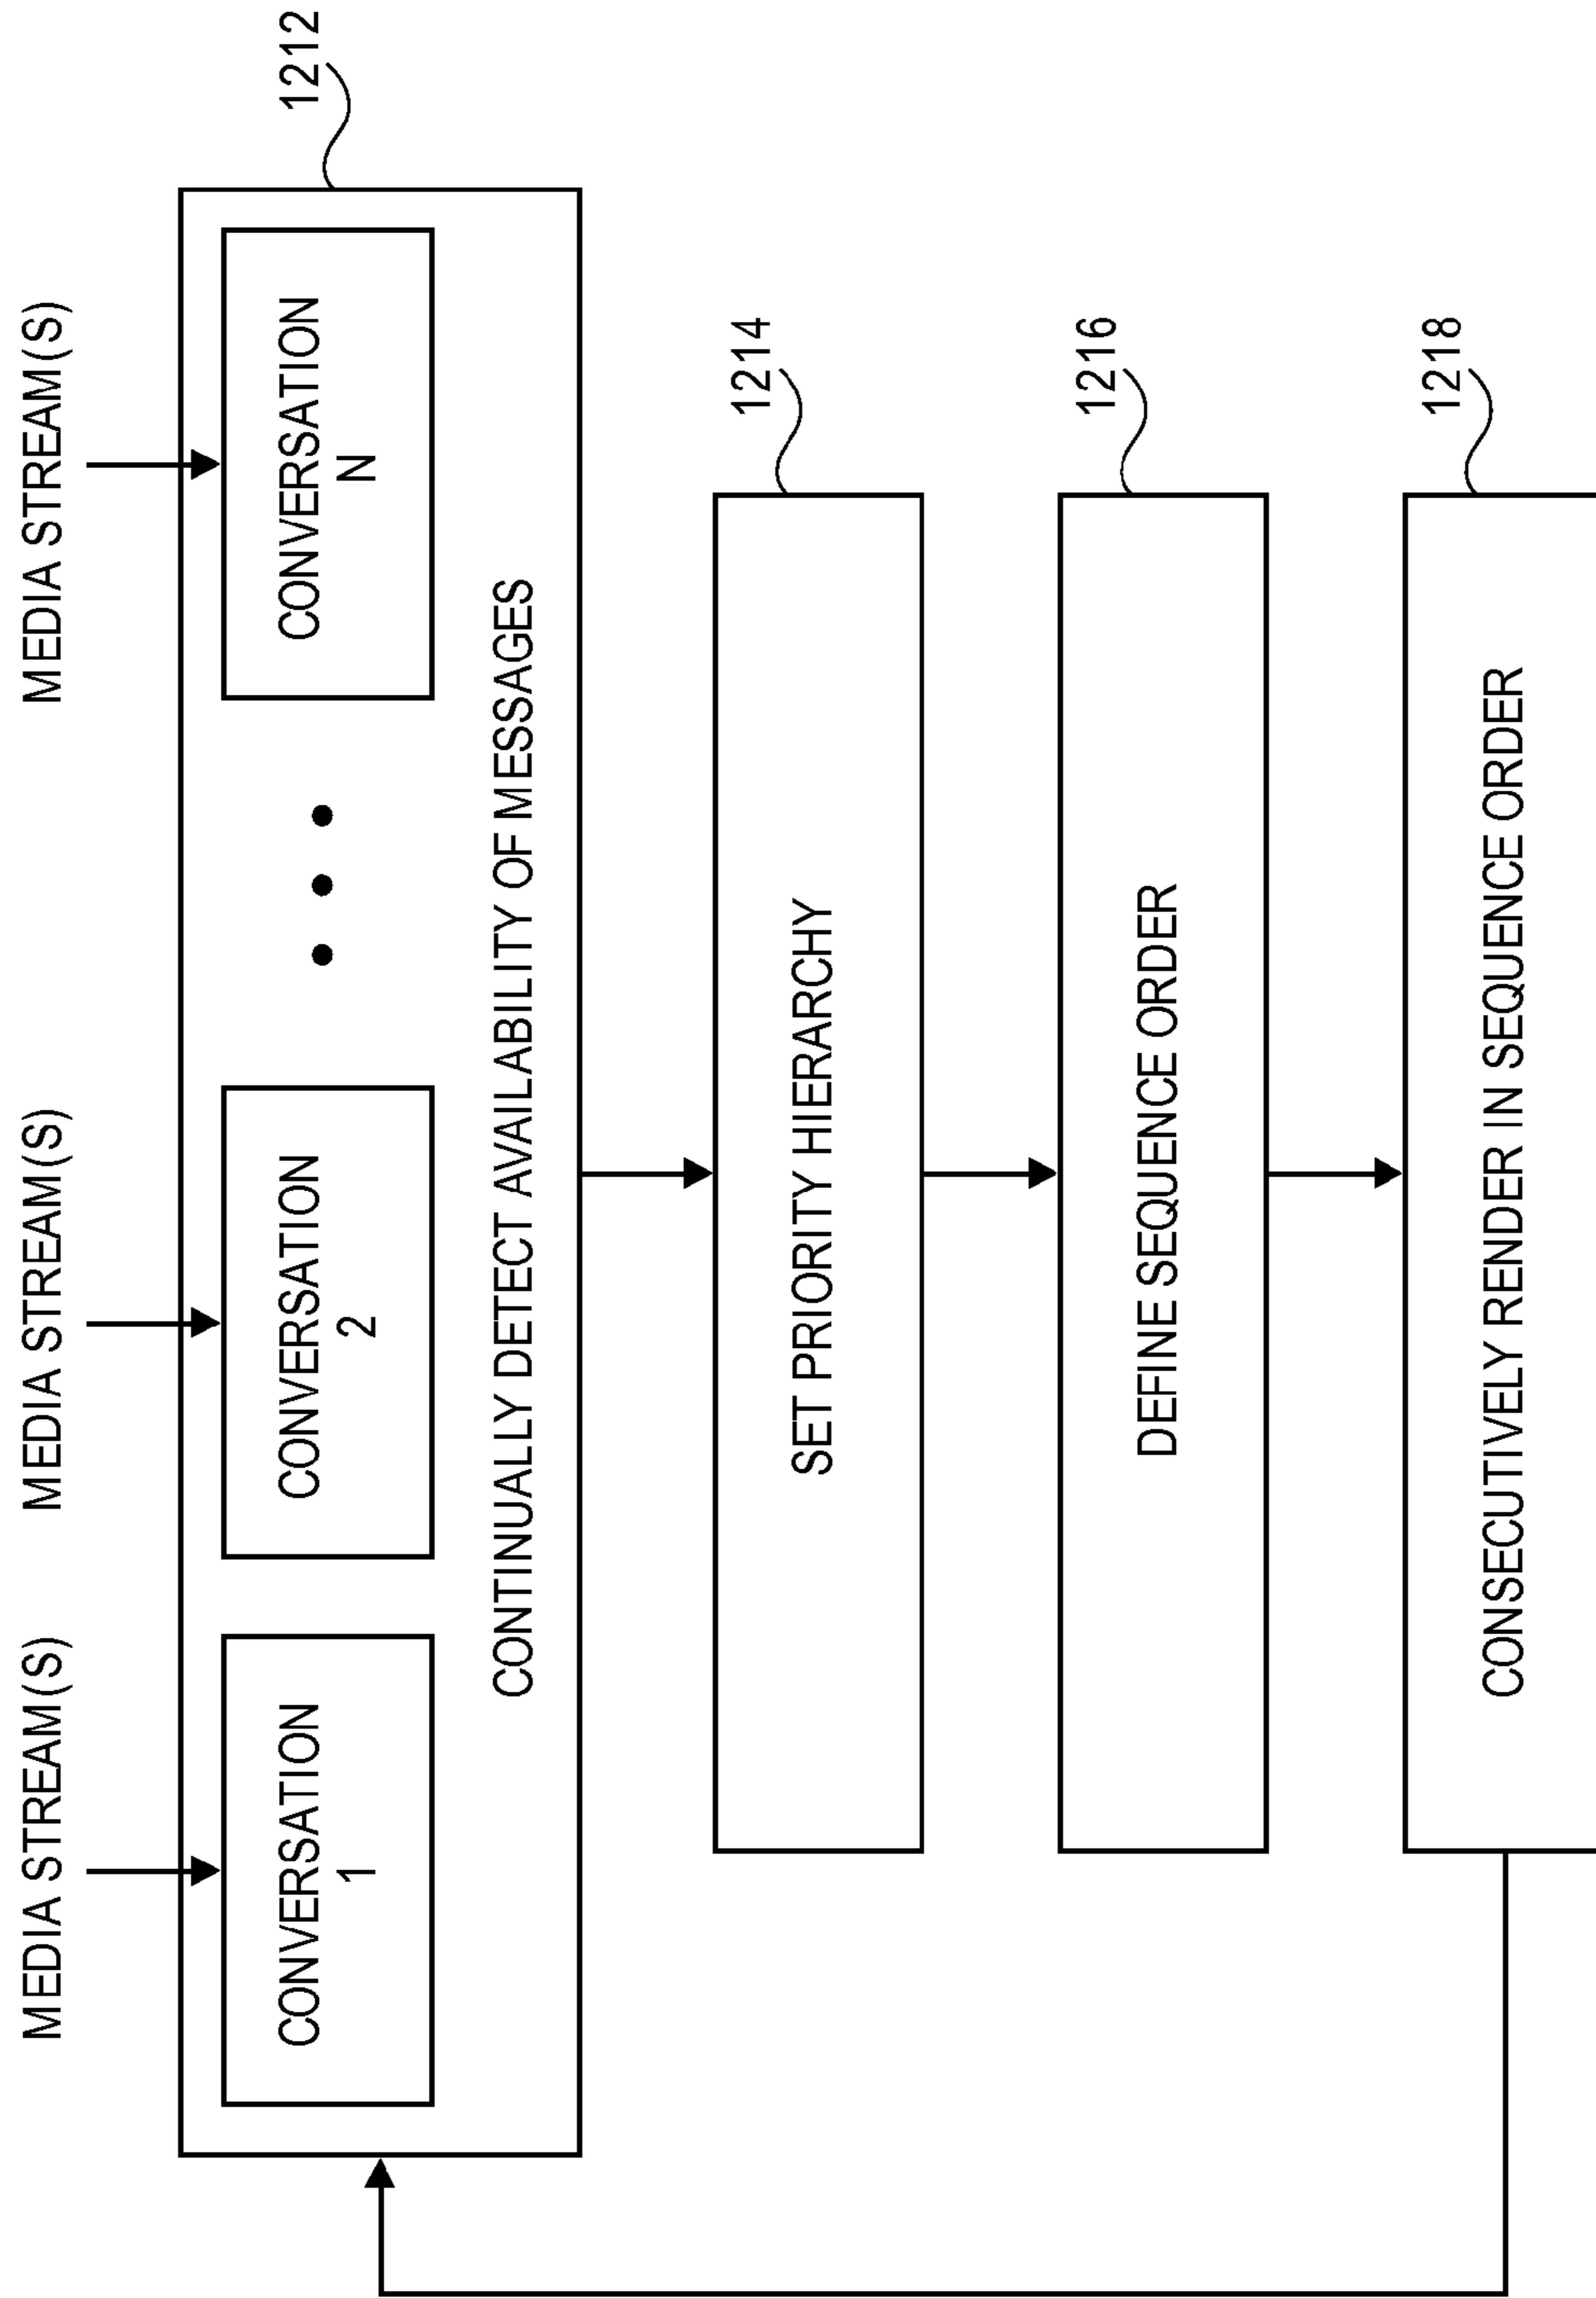 MEDIA STREAM(S)
MEDIA STREAM(S)
MEDIA STREAM(S)
CONVERSATION
1
CONVERSATION
2
CONVERSATION
N
1212
CONTINUALLY DETECT AVAILABILITY OF MESSAGES
1214
SET PRIORITY HIERARCHY
1216
DEFINE SEQUENCE ORDER
1218
CONSECUTIVELY RENDER IN SEQUENCE ORDER